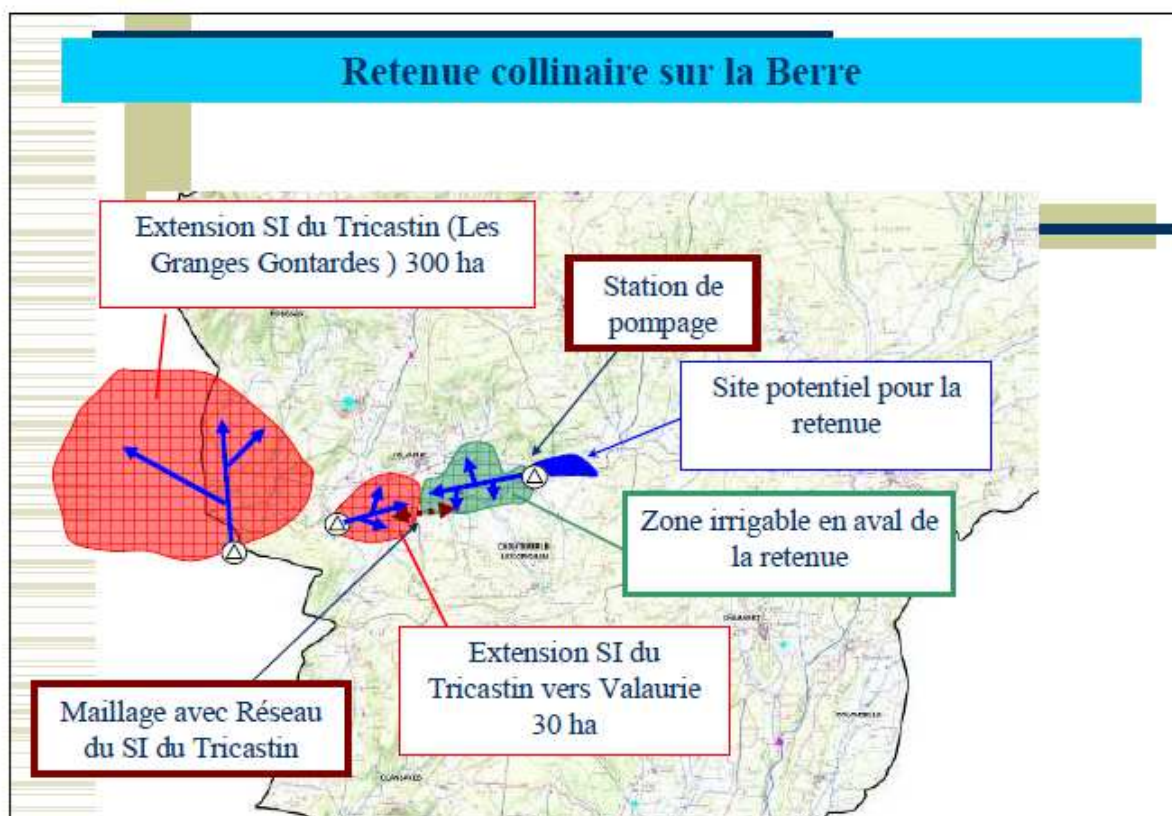 Retenue collinaire sur la Berre
Extension SI du Tricastin (Les
Granges Gontardes ) 300 ha
Station de
pompage
Site potentiel pour la
retenue
Zone irrigable en aval de
la retenue
Extension SI du
Tricastin vers Valaurie
30 ha
Maillage avec Réseau
du SI du Tricastin